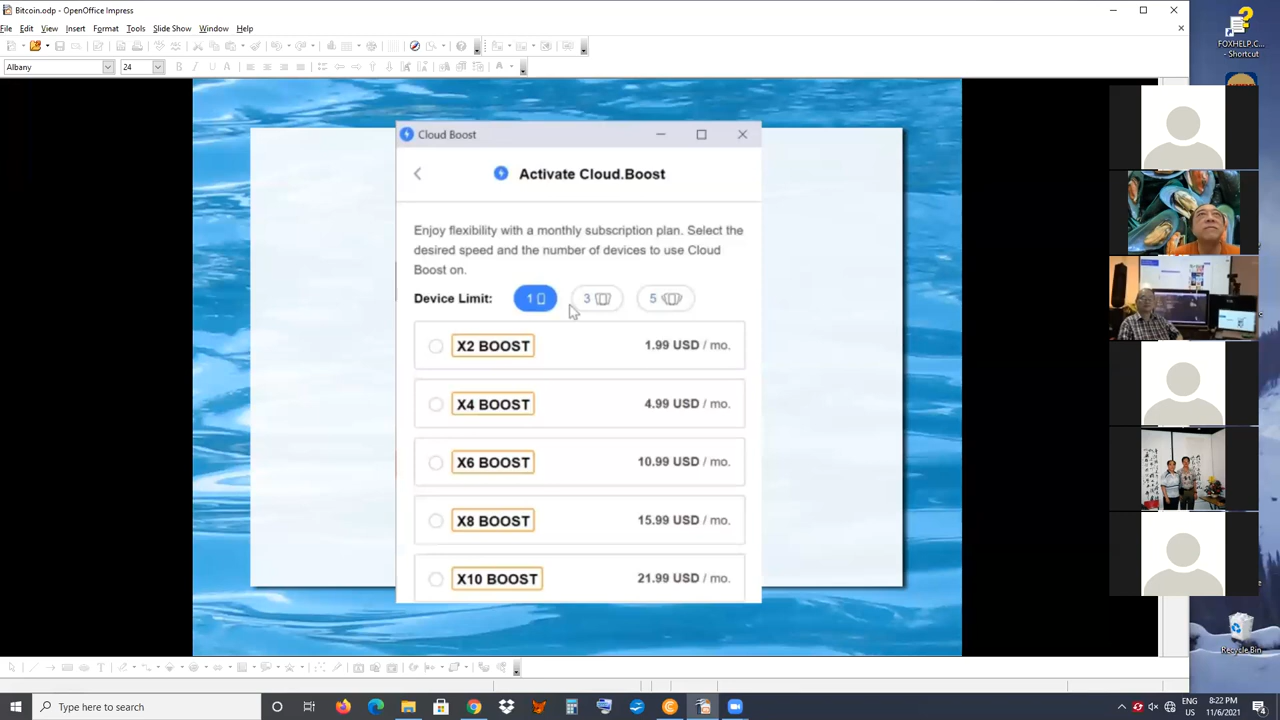 Bitcoin.odp - OpenOffice Impress
File Edit View Insert Format Tools Slide Show Window Help
Albany 24
FOXHELP.C...
- Shortcut
Cloud Boost
Activate Cloud.Boost
Enjoy flexibility with a monthly subscription plan. Select the
desired speed and the number of devices to use Cloud
Boost on.
Device Limit: 1 3 5
X2 BOOST 1.99 USD / mo.
X4 BOOST 4.99 USD / mo.
X6 BOOST 10.99 USD / mo.
X8 BOOST 15.99 USD / mo.
X10 BOOST 21.99 USD / mo.
Recycle Bin
Type here to search
ENG
US
8:22 PM
11/6/2021
4